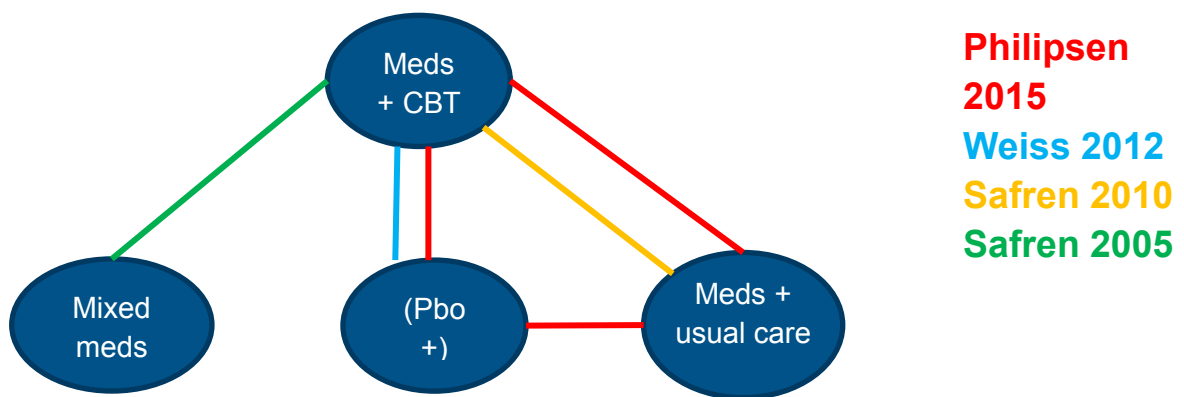 Meds
+ CBT
Mixed
meds
(Pbo
+)
Meds +
usual care
Philipsen
2015
Weiss 2012
Safren 2010
Safren 2005